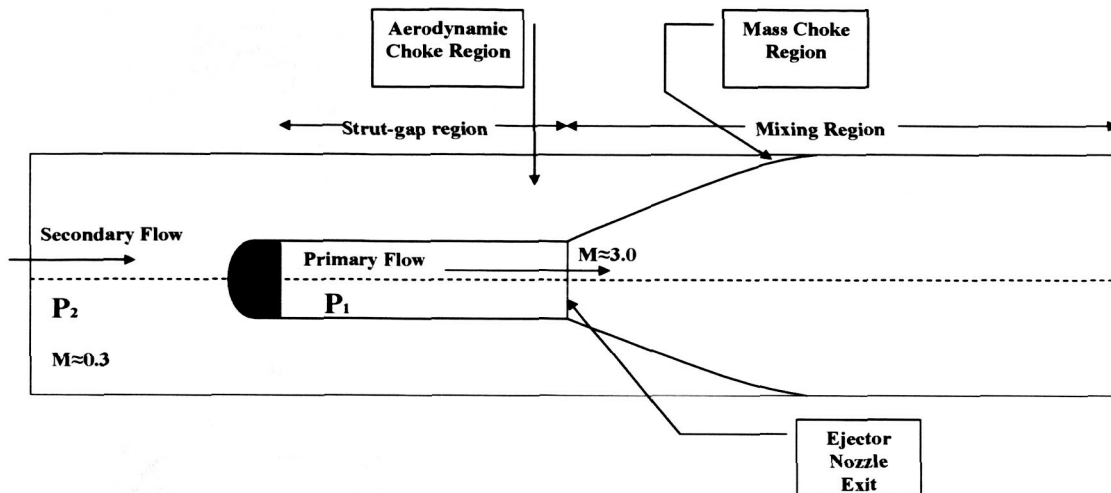 Aerodynamic
Choke Region
Mass Choke
Region
Strut-gap region
Mixing Region
Secondary Flow
Primary Flow
M≈3.0
P₂
P₁
M≈0.3
Ejector
Nozzle
Exit